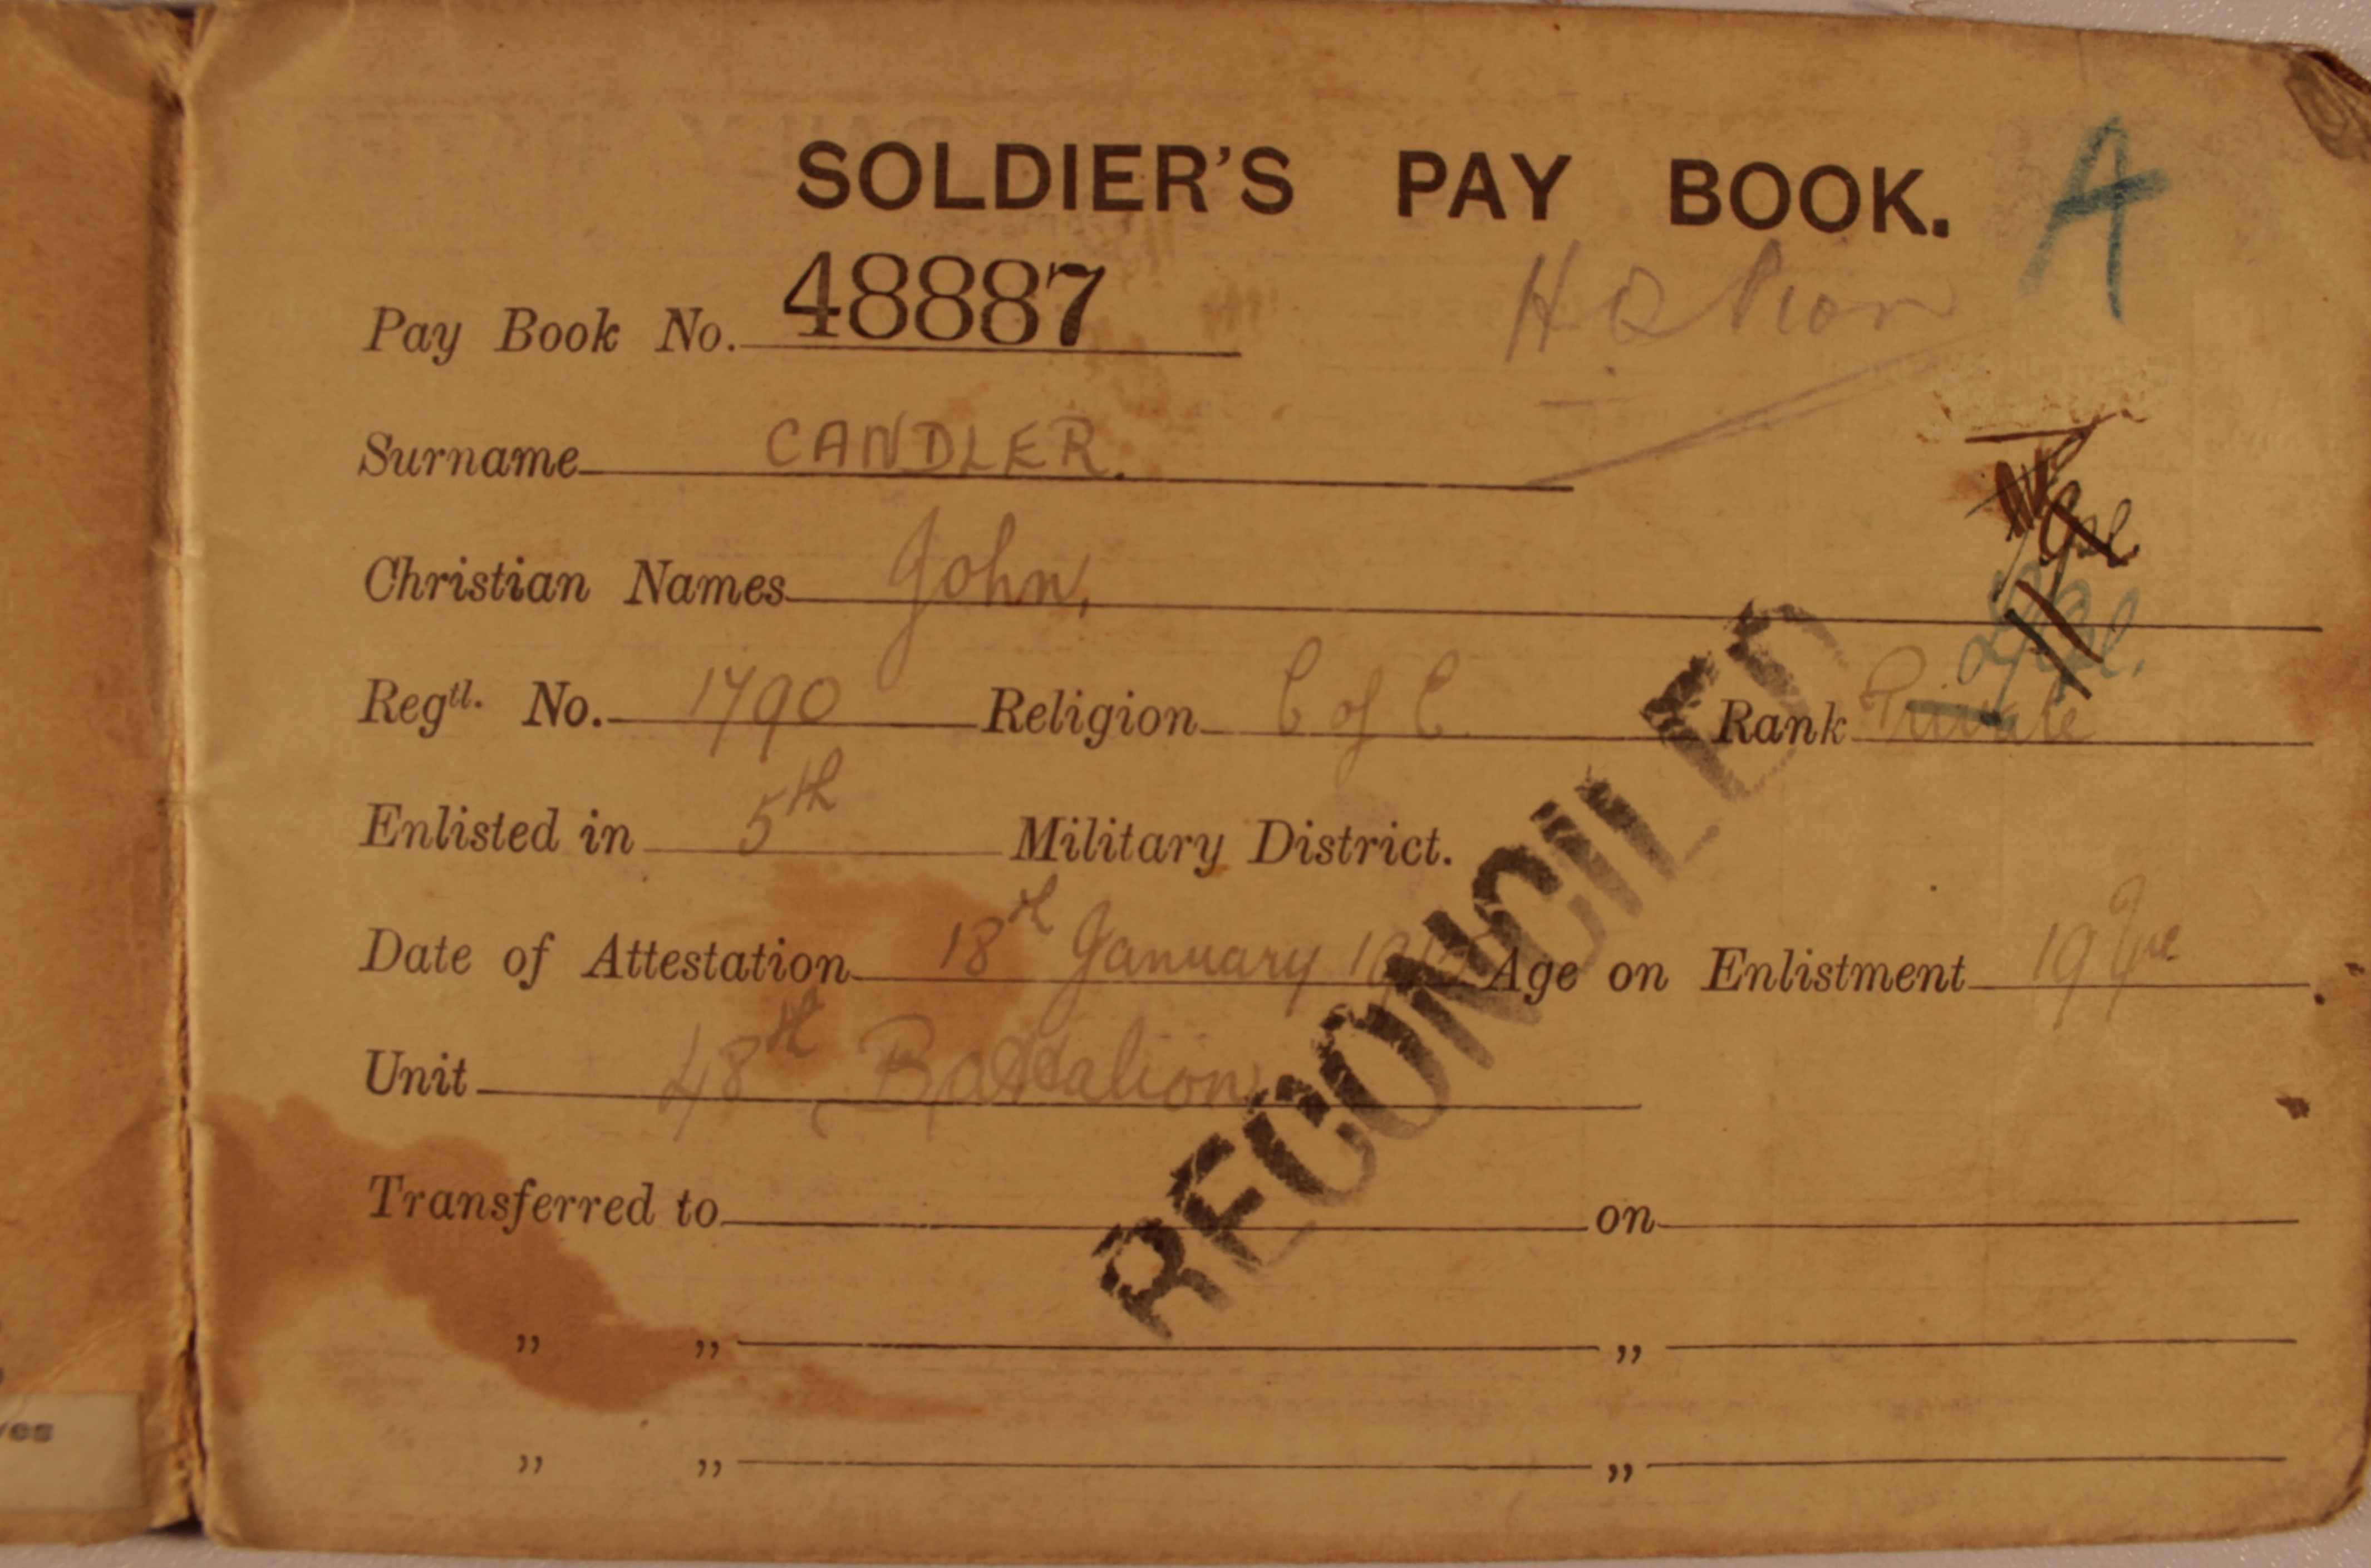 SOLDIER'S PAY BOOK. A
Pay Book No. 48887
H Q
Surname CANDLER.
Christian Names John,
Regtl. No. 1790 Religion C of E Rank Private
Enlisted in 5th Military District.
Date of Attestation 18th January Age on Enlistment 19
Unit 48th Battalion
RECONCILED
Transferred to on
„ „ „
„ „ „